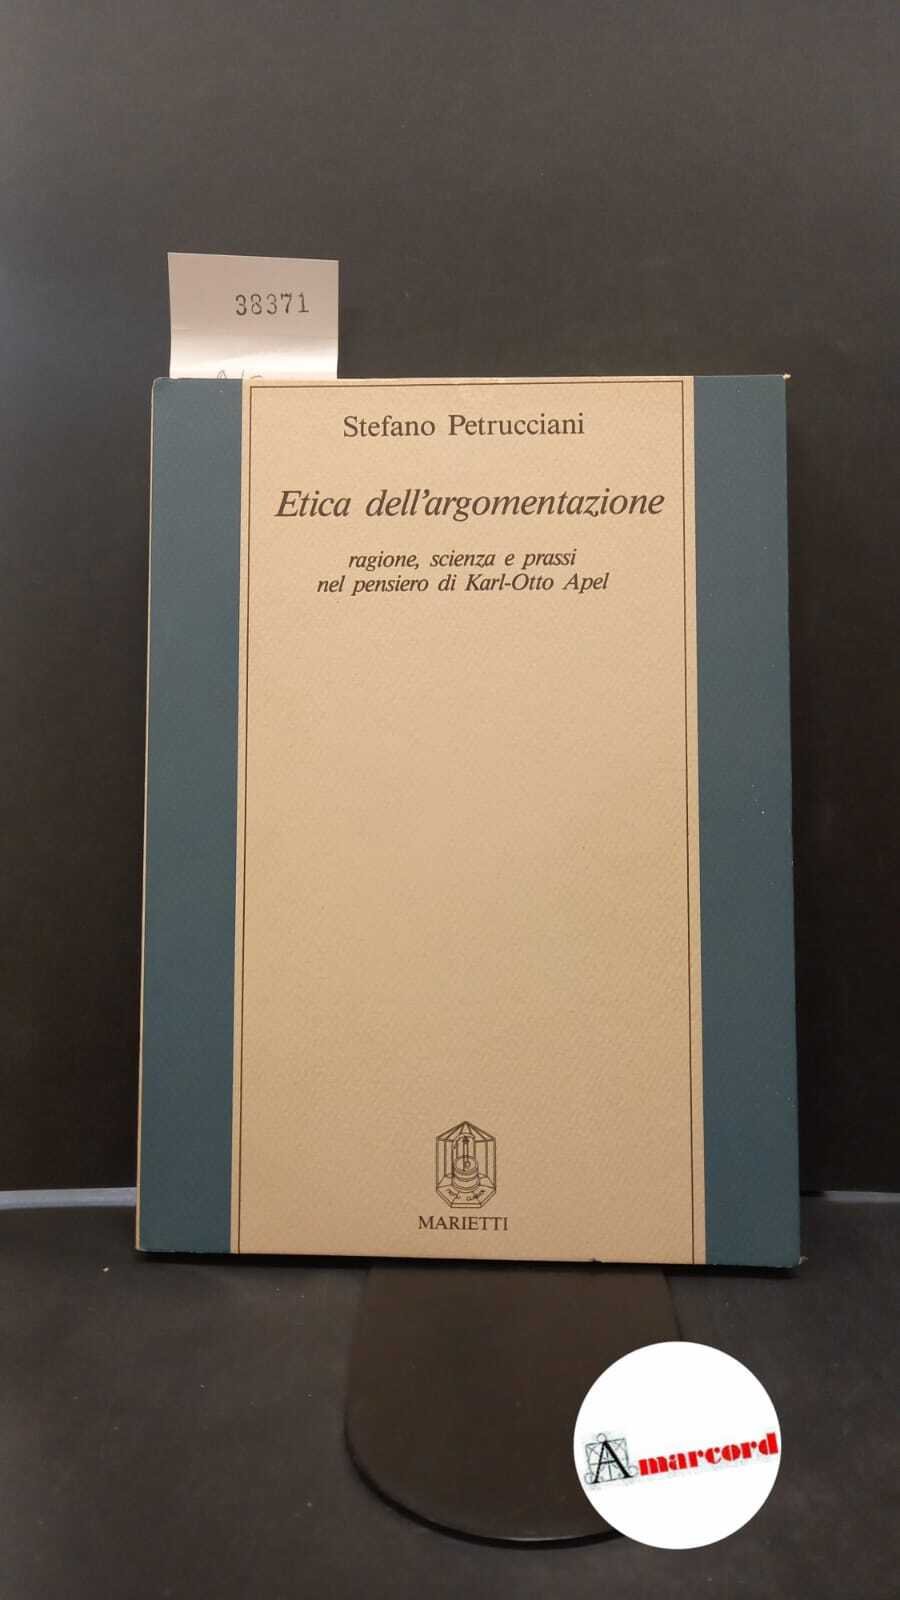 38371
Stefano Petrucciani
Etica dell'argomentazione
ragione, scienza e prassi
nel pensiero di Karl-Otto Apel
MARIETTI
Amarcord